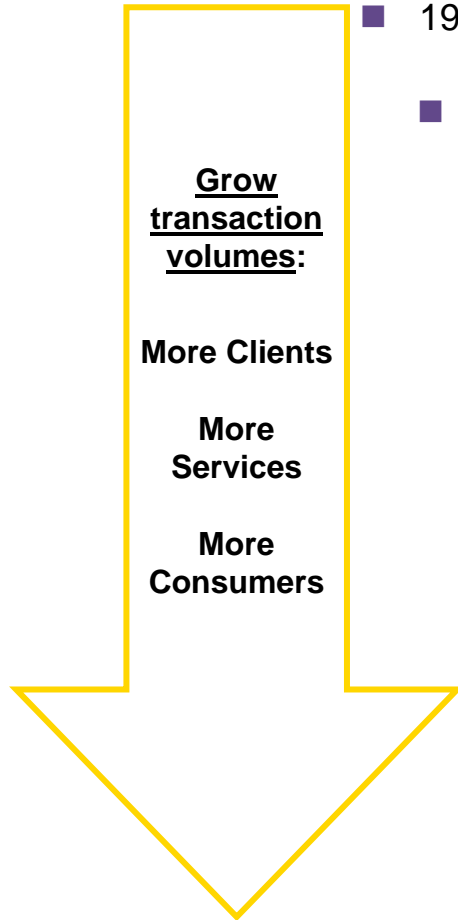 19
Grow
transaction
volumes:
More Clients
More
Services
More
Consumers